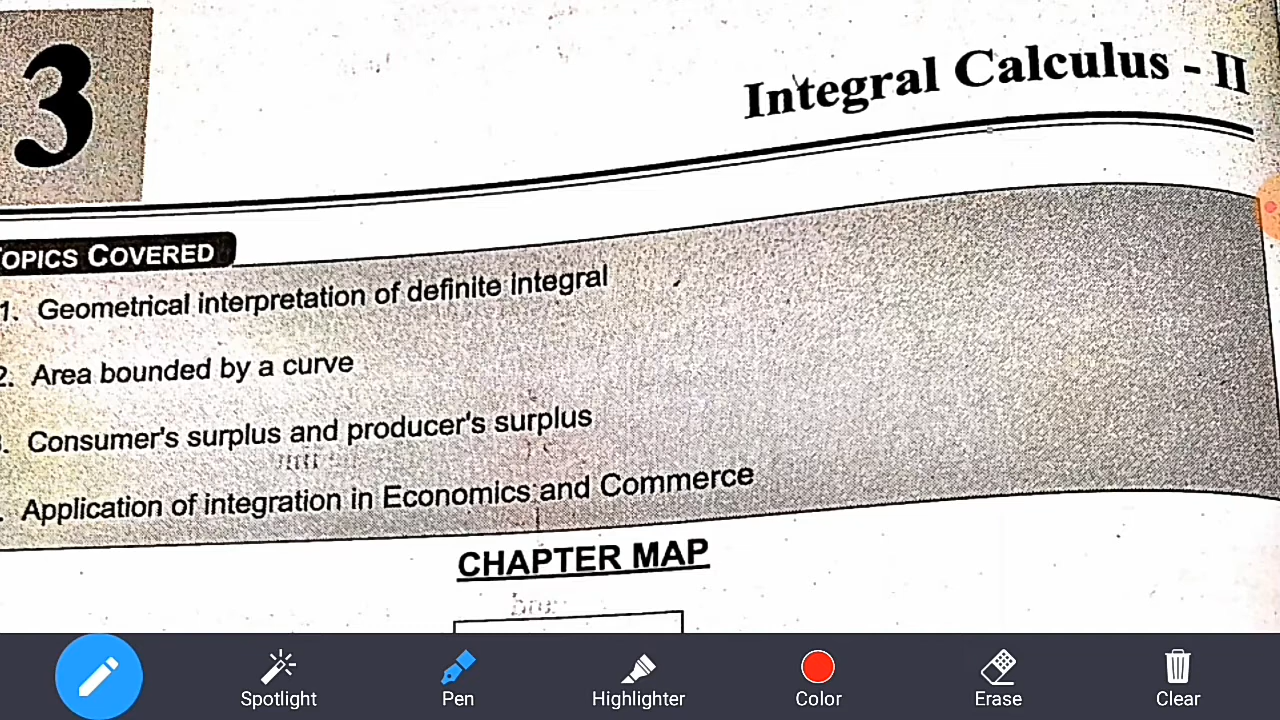 3
Integral Calculus - II
OPICS COVERED
1. Geometrical interpretation of definite integral
2. Area bounded by a curve
. Consumer's surplus and producer's surplus
. Application of integration in Economics and Commerce
CHAPTER MAP
Spotlight
Pen
Highlighter
Color
Erase
Clear